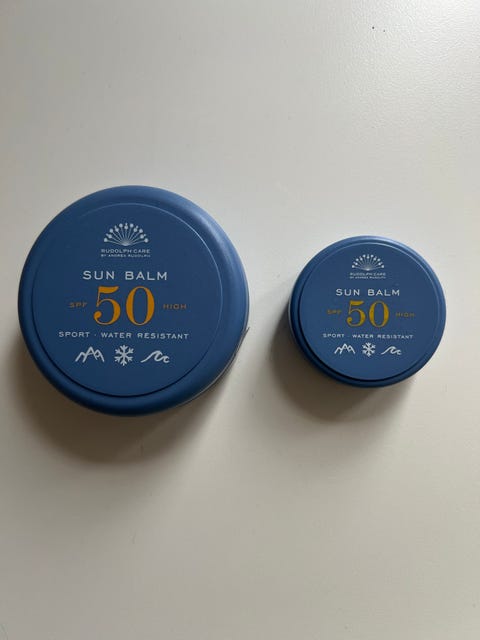 RUDOLPH CARE
BY ANDREA RUDOLPH
SUN BALM
SPF 50 HIGH
SPORT · WATER RESISTANT
RUDOLPH CARE
BY ANDREA RUDOLPH
SUN BALM
SPF 50 HIGH
SPORT · WATER RESISTANT